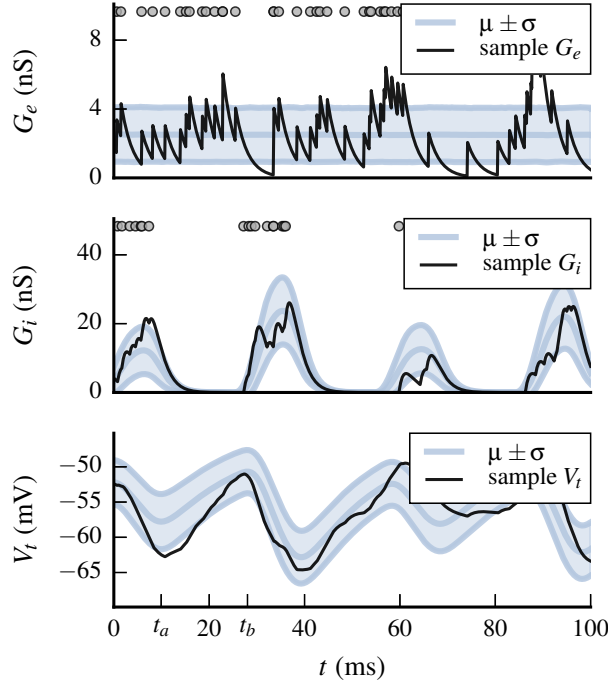 8
4
0
G_e (nS)
μ ± σ
sample G_e
40
20
0
G_i (nS)
μ ± σ
sample G_i
−50
−55
−60
−65
V_t (mV)
μ ± σ
sample V_t
0 t_a 20 t_b 40 60 80 100
t (ms)